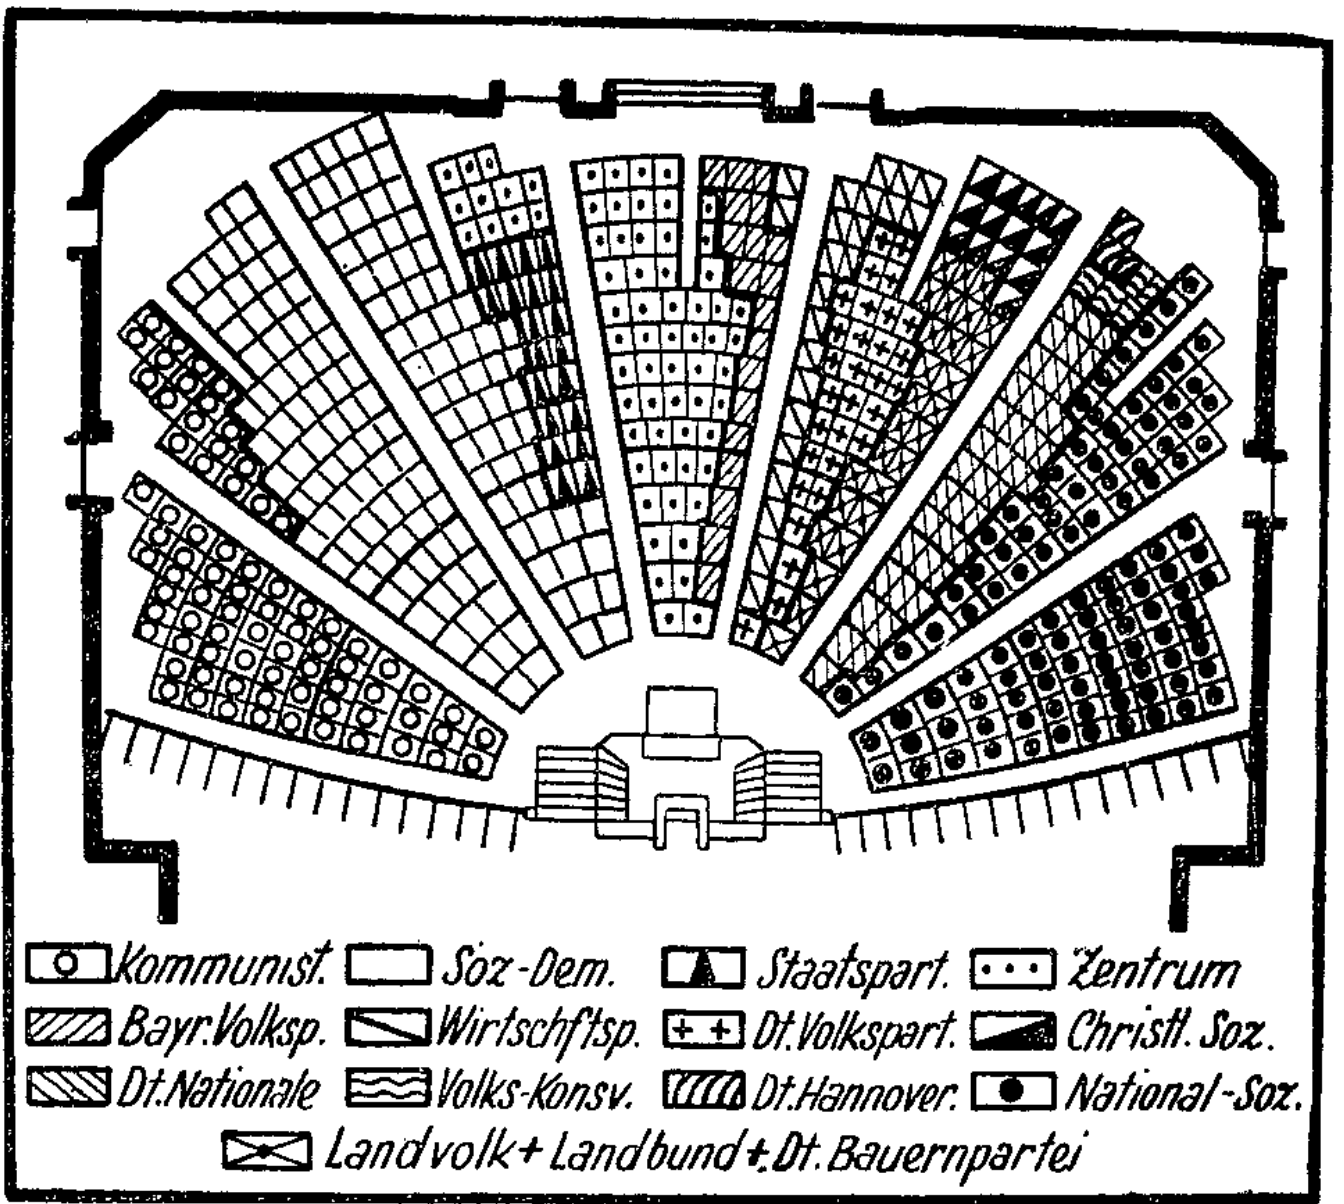 Kommunist. Soz-Dem. Staatspart. Zentrum
Bayr. Volksp. Wirtschftsp. Dt. Volkspart. Christl. Soz.
Dt. Nationale Volks-Konsv. Dt. Hannover. National-Soz.
Landvolk + Landbund + Dt. Bauernpartei